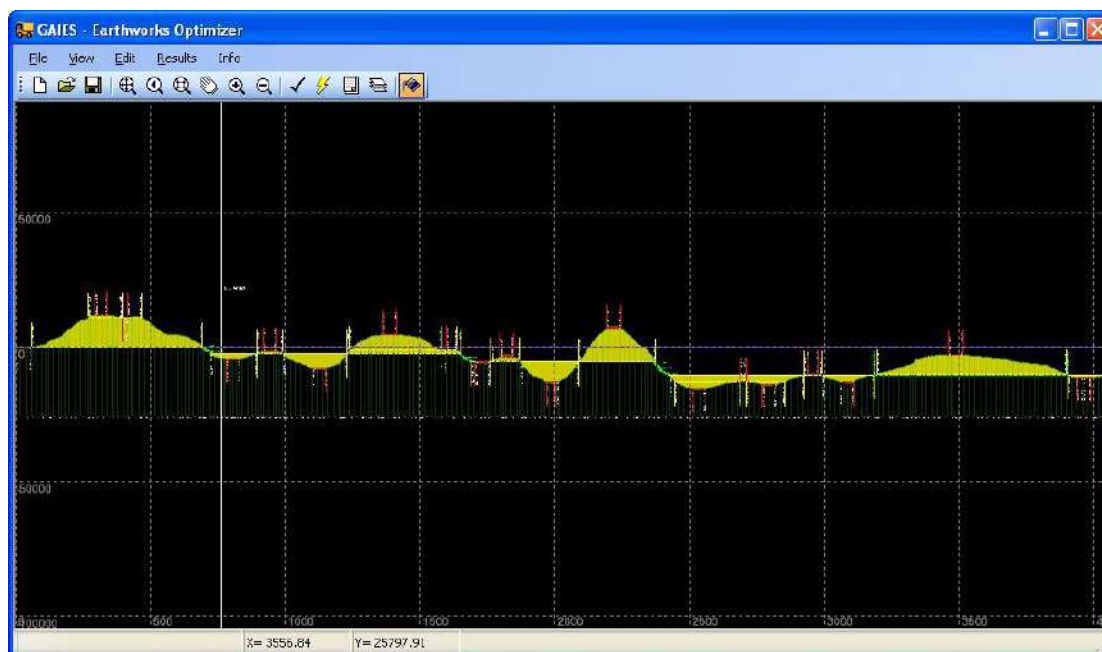 GAIES - Earthworks Optimizer
File View Edit Results Info
50000
0
50000
100000
500 1000 1500 2000 2500 3000 3500
X= 3556.84 Y= 25797.91